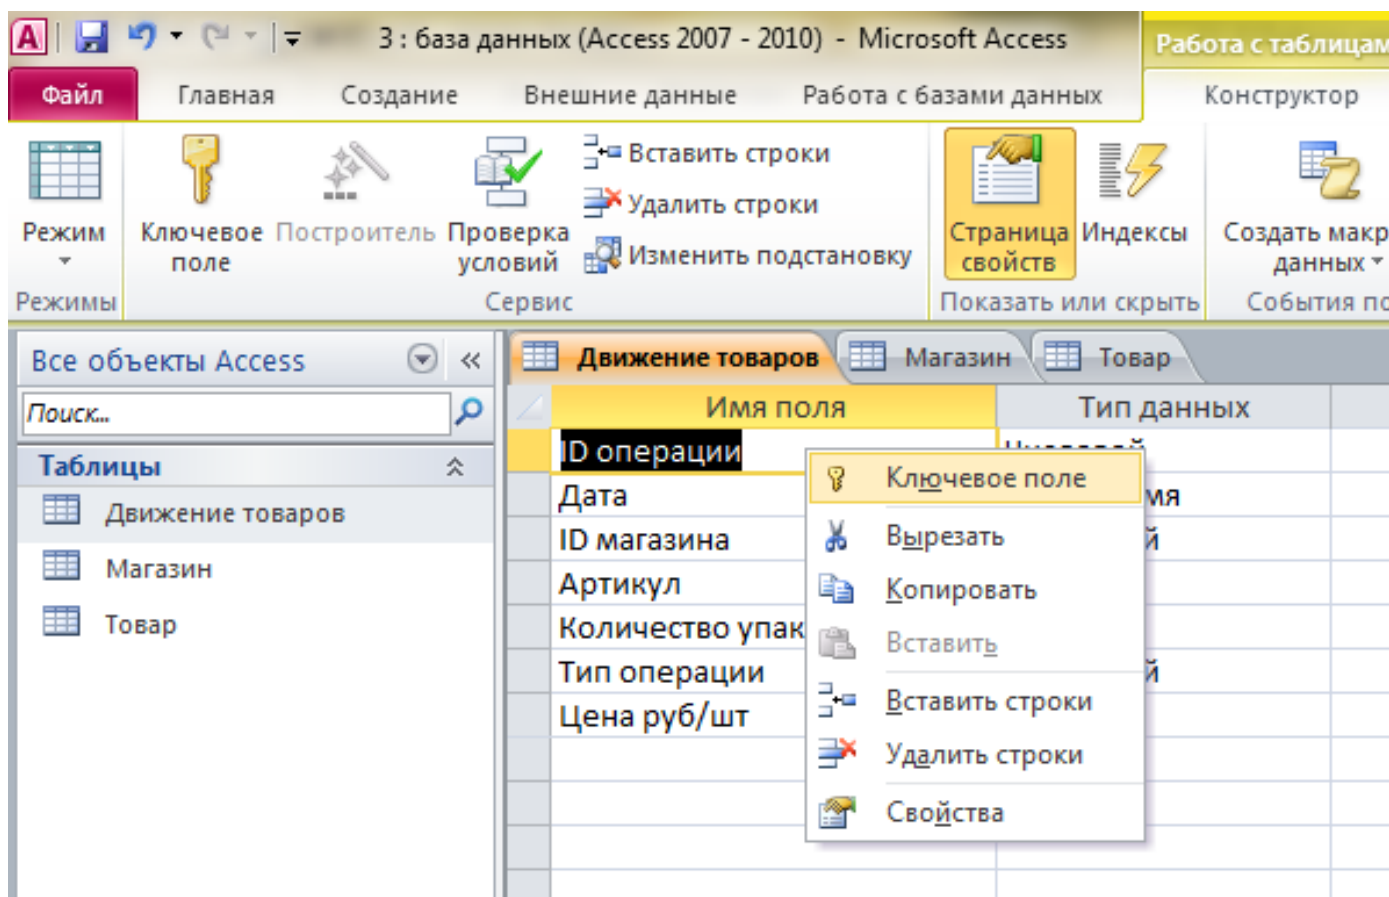 3 : база данных (Access 2007 - 2010) - Microsoft Access
Работа с таблицам
Файл Главная Создание Внешние данные Работа с базами данных Конструктор
Режим
Ключевое поле
Построитель
Проверка условий
Вставить строки
Удалить строки
Изменить подстановку
Страница свойств
Индексы
Создать макр
данных
Режимы Сервис Показать или скрыть События по
Все объекты Access
Поиск...
Таблицы
Движение товаров
Магазин
Товар
Движение товаров Магазин Товар
Имя поля Тип данных
ID операции
Дата мя
ID магазина й
Артикул
Количество упак
Тип операции й
Цена руб/шт
Ключевое поле
Вырезать
Копировать
Вставить
Вставить строки
Удалить строки
Свойства